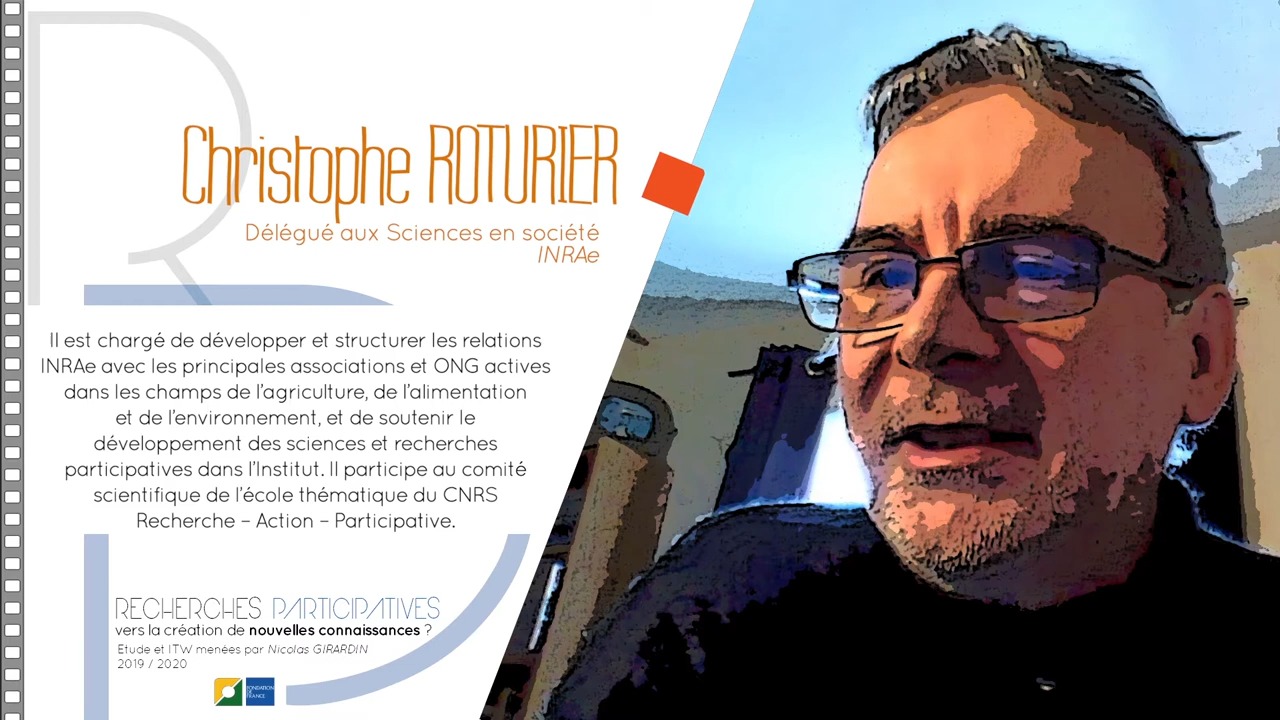 Christophe ROTURIER
Délégué aux Sciences en société
INRAe
Il est chargé de développer et structurer les relations
INRAe avec les principales associations et ONG actives
dans les champs de l'agriculture, de l'alimentation
et de l'environnement, et de soutenir le
développement des sciences et recherches
participatives dans l'Institut. Il participe au comité
scientifique de l'école thématique du CNRS
Recherche – Action – Participative.
RECHERCHES PARTICIPATIVES
vers la création de nouvelles connaissances ?
Etude et ITW menées par Nicolas GIRARDIN
2019 / 2020
FONDATION
DE
FRANCE